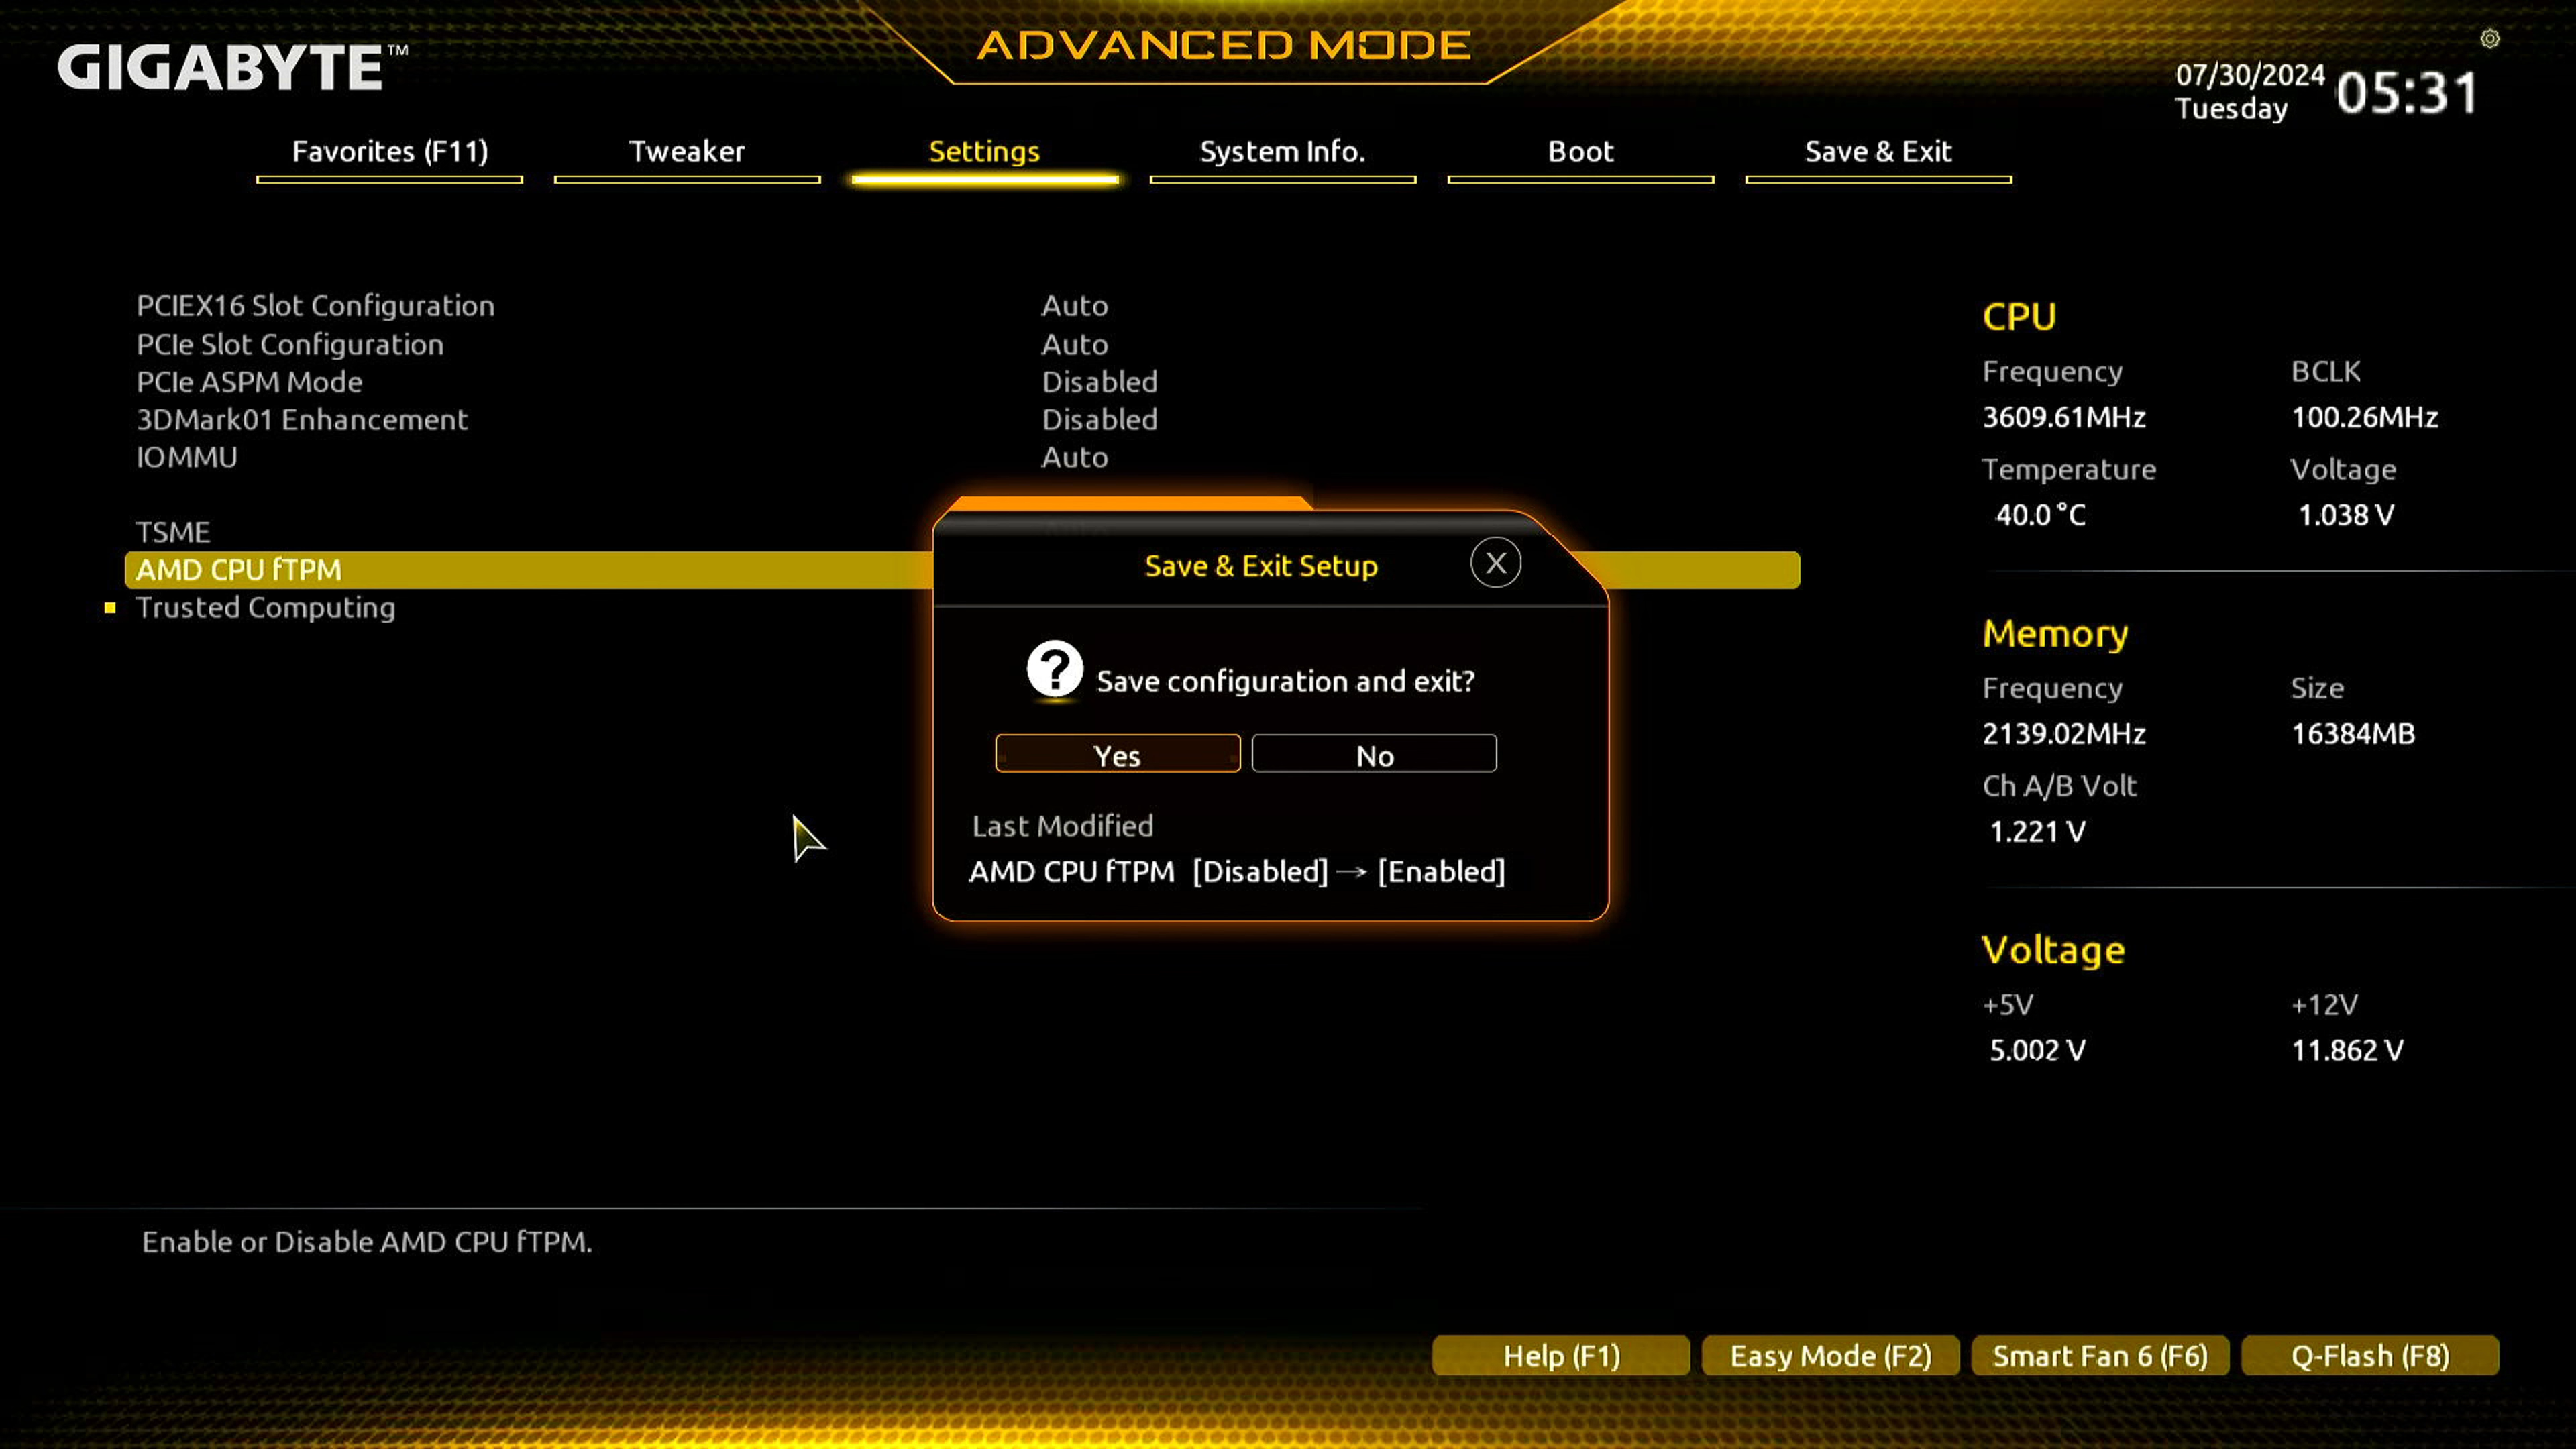 GIGABYTE™
ADVANCED MODE
07/30/2024
Tuesday
05:31
Favorites (F11) Tweaker Settings System Info. Boot Save & Exit
PCIEX16 Slot Configuration Auto
PCIe Slot Configuration Auto
PCIe ASPM Mode Disabled
3DMark01 Enhancement Disabled
IOMMU Auto
TSME
AMD CPU fTPM
Trusted Computing
Save & Exit Setup X
? Save configuration and exit?
Yes No
Last Modified
AMD CPU fTPM [Disabled]→[Enabled]
CPU
Frequency BCLK
3609.61MHz 100.26MHz
Temperature Voltage
40.0 °C 1.038 V
Memory
Frequency Size
2139.02MHz 16384MB
Ch A/B Volt
1.221 V
Voltage
+5V +12V
5.002 V 11.862 V
Enable or Disable AMD CPU fTPM.
Help (F1) Easy Mode (F2) Smart Fan 6 (F6) Q-Flash (F8)